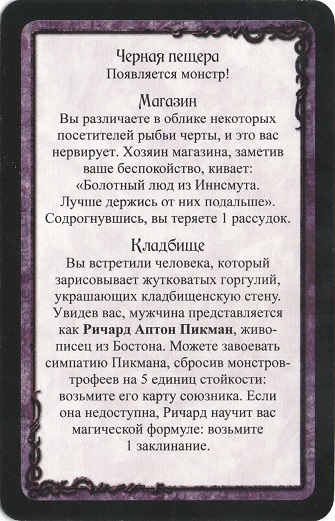 Черная пещера
Появляется монстр!
Магазин
Вы различаете в облике некоторых
посетителей рыбьи черты, и это вас
нервирует. Хозяин магазина, заметив
ваше беспокойство, кивает:
«Болотный люд из Иннсмута.
Лучше держись от них подальше».
Содрогнувшись, вы теряете 1 рассудок.
Кладбище
Вы встретили человека, который
зарисовывает жутковатых горгулий,
украшающих кладбищенскую стену.
Увидев вас, мужчина представляется
как Ричард Аптон Пикман, живо-
писец из Бостона. Можете завоевать
симпатию Пикмана, сбросив монстров-
трофеев на 5 единиц стойкости:
возьмите его карту союзника. Если
она недоступна, Ричард научит вас
магической формуле: возьмите
1 заклинание.